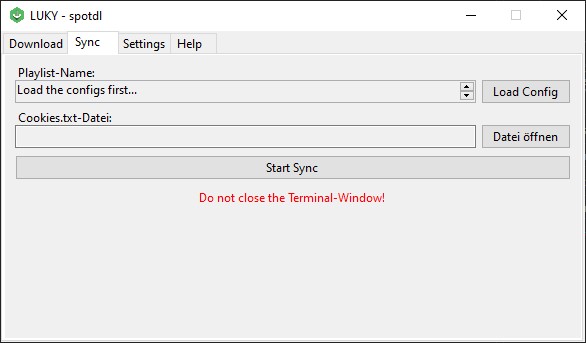 LUKY - spotdl
Download Sync Settings Help
Playlist-Name:
Load the configs first... Load Config
Cookies.txt-Datei:
Datei öffnen
Start Sync
Do not close the Terminal-Window!